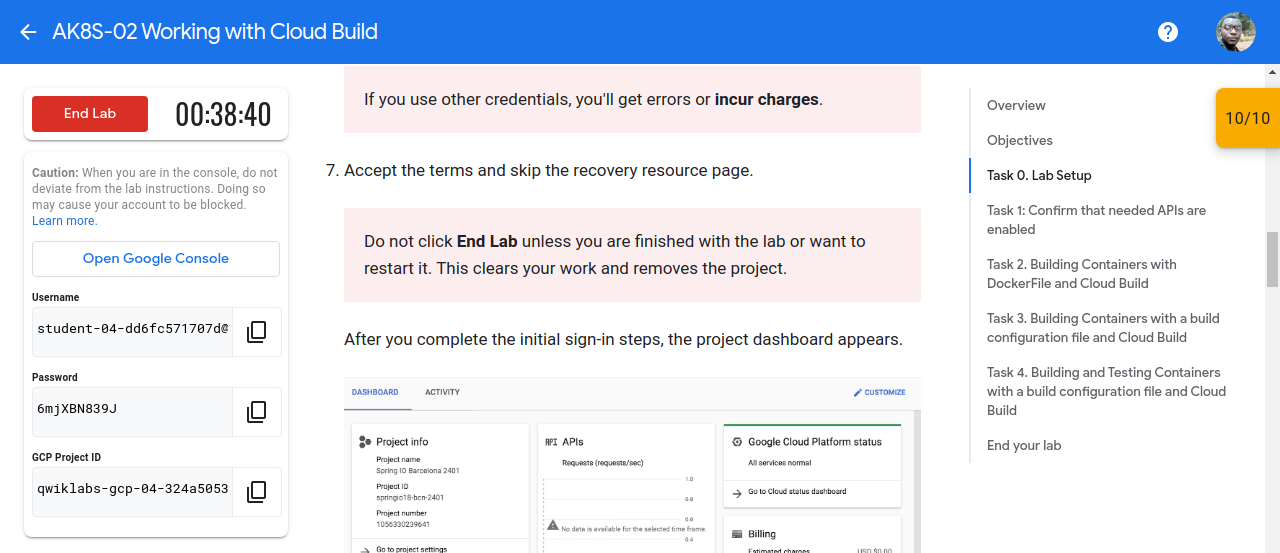 AK8S-02 Working with Cloud Build
End Lab
00:38:40
Caution: When you are in the console, do not
deviate from the lab instructions. Doing so
may cause your account to be blocked.
Learn more.
Open Google Console
Username
student-04-dd6fc571707d@
Password
6mjXBN839J
GCP Project ID
qwiklabs-gcp-04-324a5053
If you use other credentials, you'll get errors or incur charges.
7. Accept the terms and skip the recovery resource page.
Do not click End Lab unless you are finished with the lab or want to
restart it. This clears your work and removes the project.
After you complete the initial sign-in steps, the project dashboard appears.
DASHBOARD
ACTIVITY
CUSTOMIZE
Project info
Project name
Spring IO Barcelona 2401
Project ID
springio18-bcn-2401
Project number
1056330239641
Go to project settings
API APIs
Requests (requests/sec)
1.0
0.8
0.6
No data is available for the selected time frame.
0.4
Google Cloud Platform status
All services normal
Go to Cloud status dashboard
Billing
Estimated charges
USD $0.00
Overview
10/10
Objectives
Task 0. Lab Setup
Task 1: Confirm that needed APIs are
enabled
Task 2. Building Containers with
DockerFile and Cloud Build
Task 3. Building Containers with a build
configuration file and Cloud Build
Task 4. Building and Testing Containers
with a build configuration file and Cloud
Build
End your lab